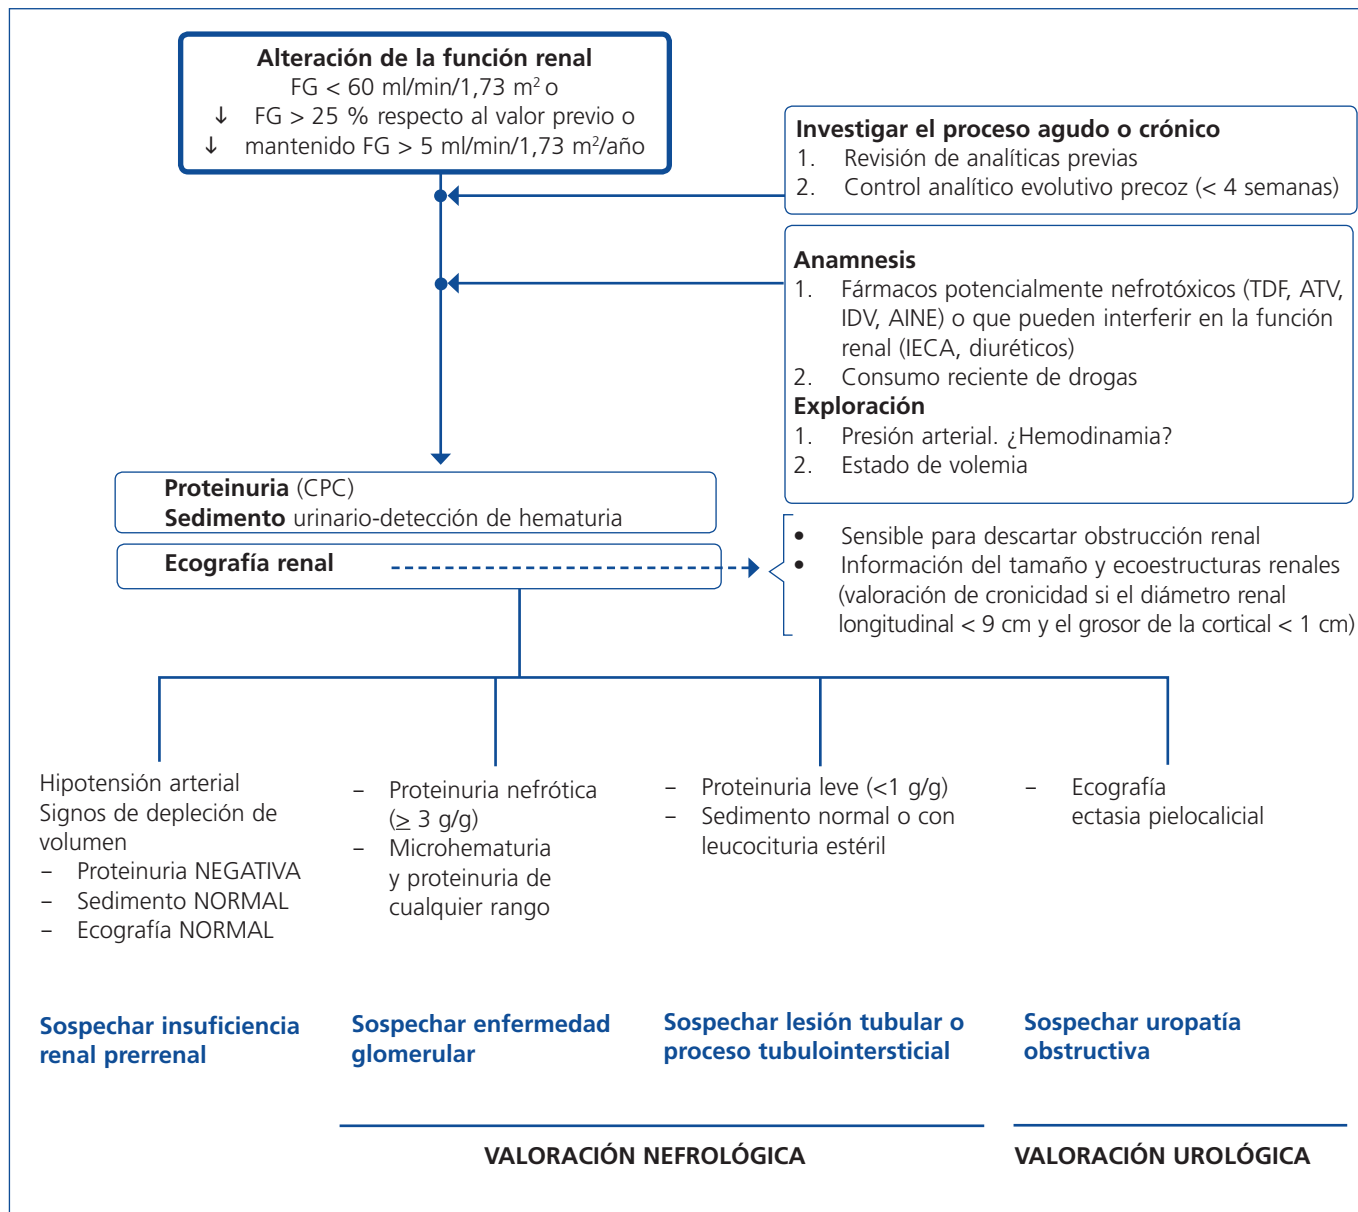 Alteración de la función renal
FG < 60 ml/min/1,73 m² o
↓ FG > 25 % respecto al valor previo o
↓ mantenido FG > 5 ml/min/1,73 m²/año
Investigar el proceso agudo o crónico
1. Revisión de analíticas previas
2. Control analítico evolutivo precoz (< 4 semanas)
Anamnesis
1. Fármacos potencialmente nefrotóxicos (TDF, ATV,
IDV, AINE) o que pueden interferir en la función
renal (IECA, diuréticos)
2. Consumo reciente de drogas
Exploración
1. Presión arterial. ¿Hemodinamia?
2. Estado de volemia
Proteinuria (CPC)
Sedimento urinario-detección de hematuria
Ecografía renal
• Sensible para descartar obstrucción renal
• Información del tamaño y ecoestructuras renales
(valoración de cronicidad si el diámetro renal
longitudinal < 9 cm y el grosor de la cortical < 1 cm)
Hipotensión arterial
Signos de depleción de
volumen
– Proteinuria NEGATIVA
– Sedimento NORMAL
– Ecografía NORMAL
Sospechar insuficiencia
renal prerrenal
– Proteinuria nefrótica
(≥ 3 g/g)
– Microhematuria
y proteinuria de
cualquier rango
Sospechar enfermedad
glomerular
– Proteinuria leve (<1 g/g)
– Sedimento normal o con
leucocituria estéril
Sospechar lesión tubular o
proceso tubulointersticial
– Ecografía
ectasia pielocalicial
Sospechar uropatía
obstructiva
VALORACIÓN NEFROLÓGICA
VALORACIÓN UROLÓGICA